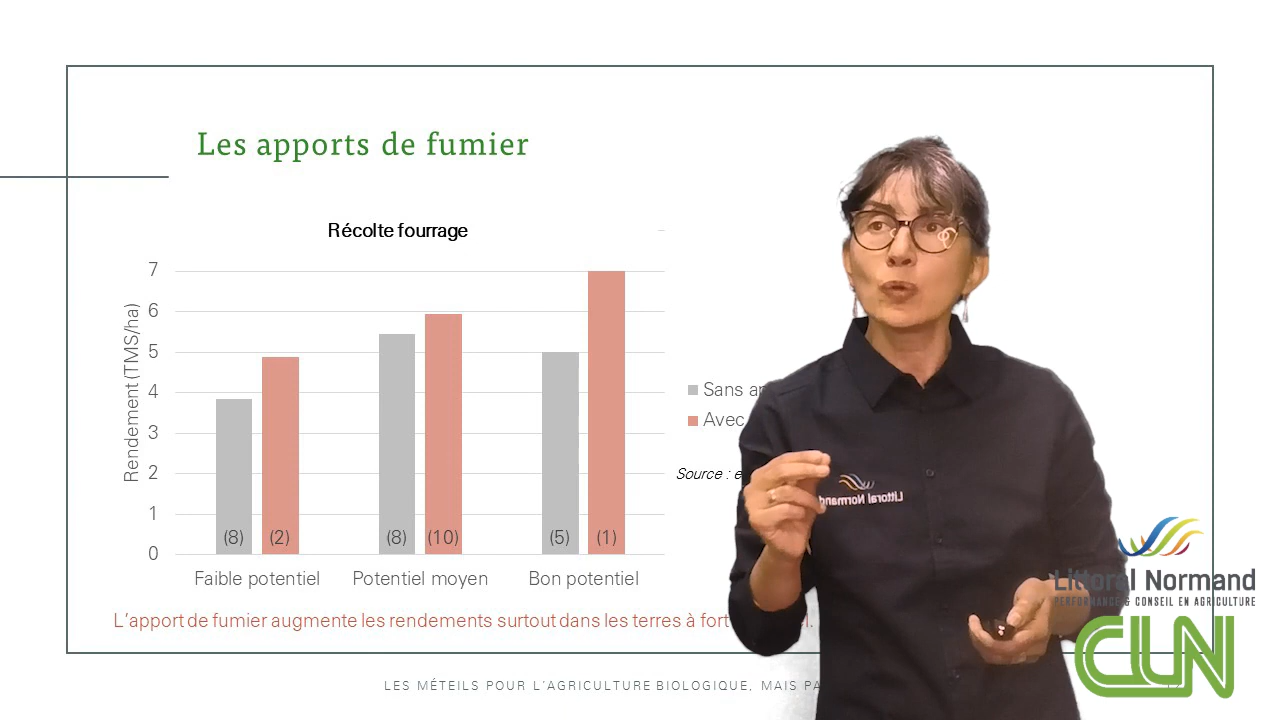 Les apports de fumier
Récolte fourrage
7
6
5
4
3
2
1
0
Rendement (TMS/ha)
(8) (2) (8) (10) (5) (1)
Faible potentiel Potentiel moyen Bon potentiel
Sans
Avec
Source :
L'apport de fumier augmente les rendements surtout dans les terres à fort
Littoral Normand
Littoral Normand
PERFORMANCE & CONSEIL EN AGRICULTURE
CLN
LES MÉTEILS POUR L'AGRICULTURE BIOLOGIQUE, MAIS